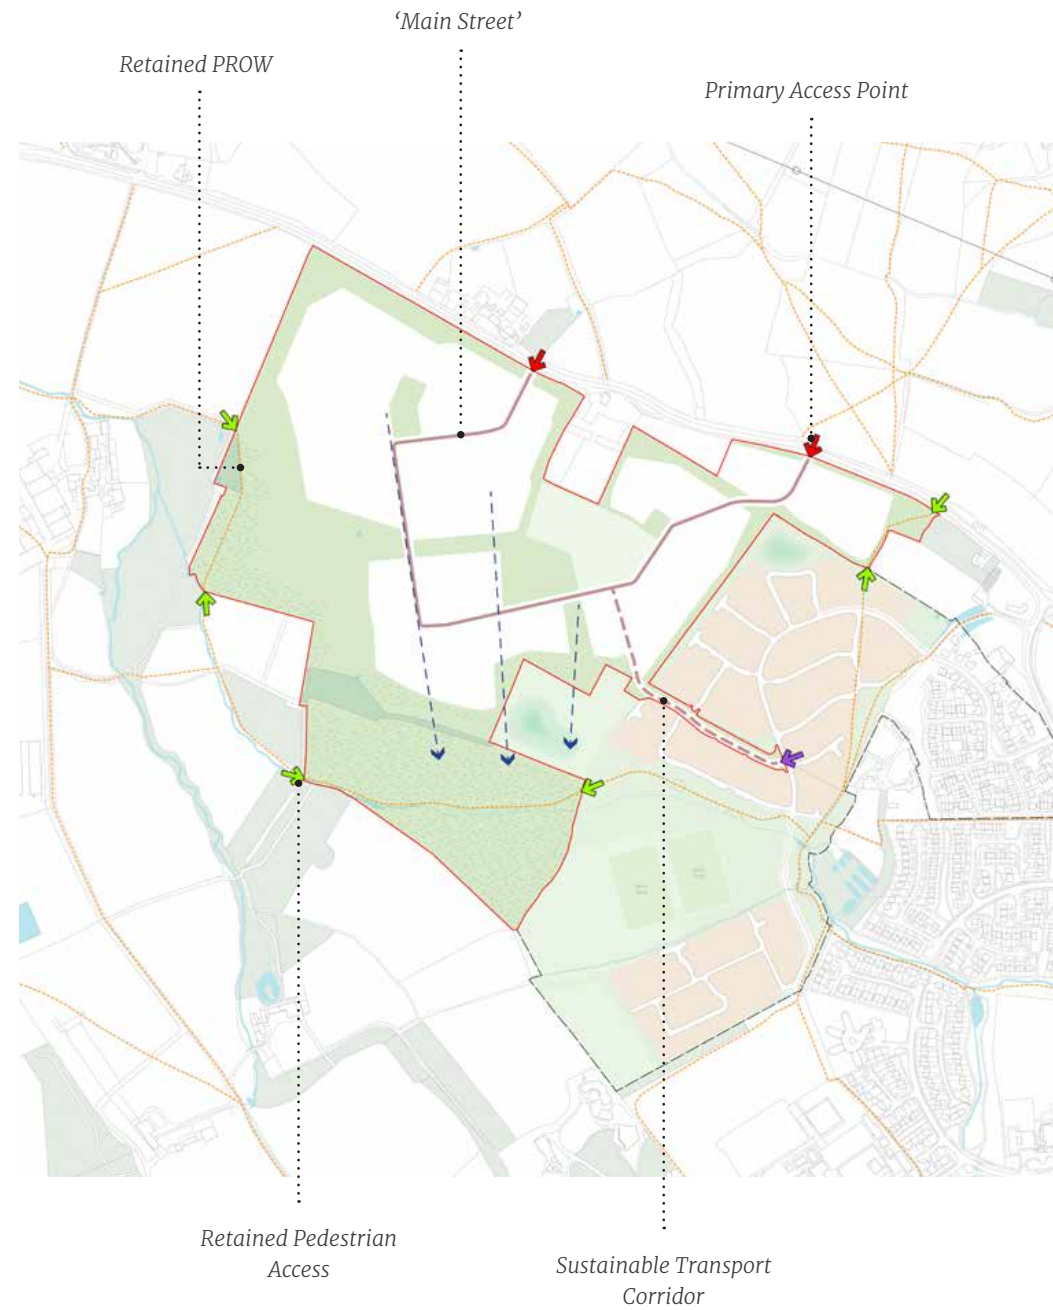 ‘Main Street’
Retained PROW
Primary Access Point
Retained Pedestrian
Access
Sustainable Transport
Corridor